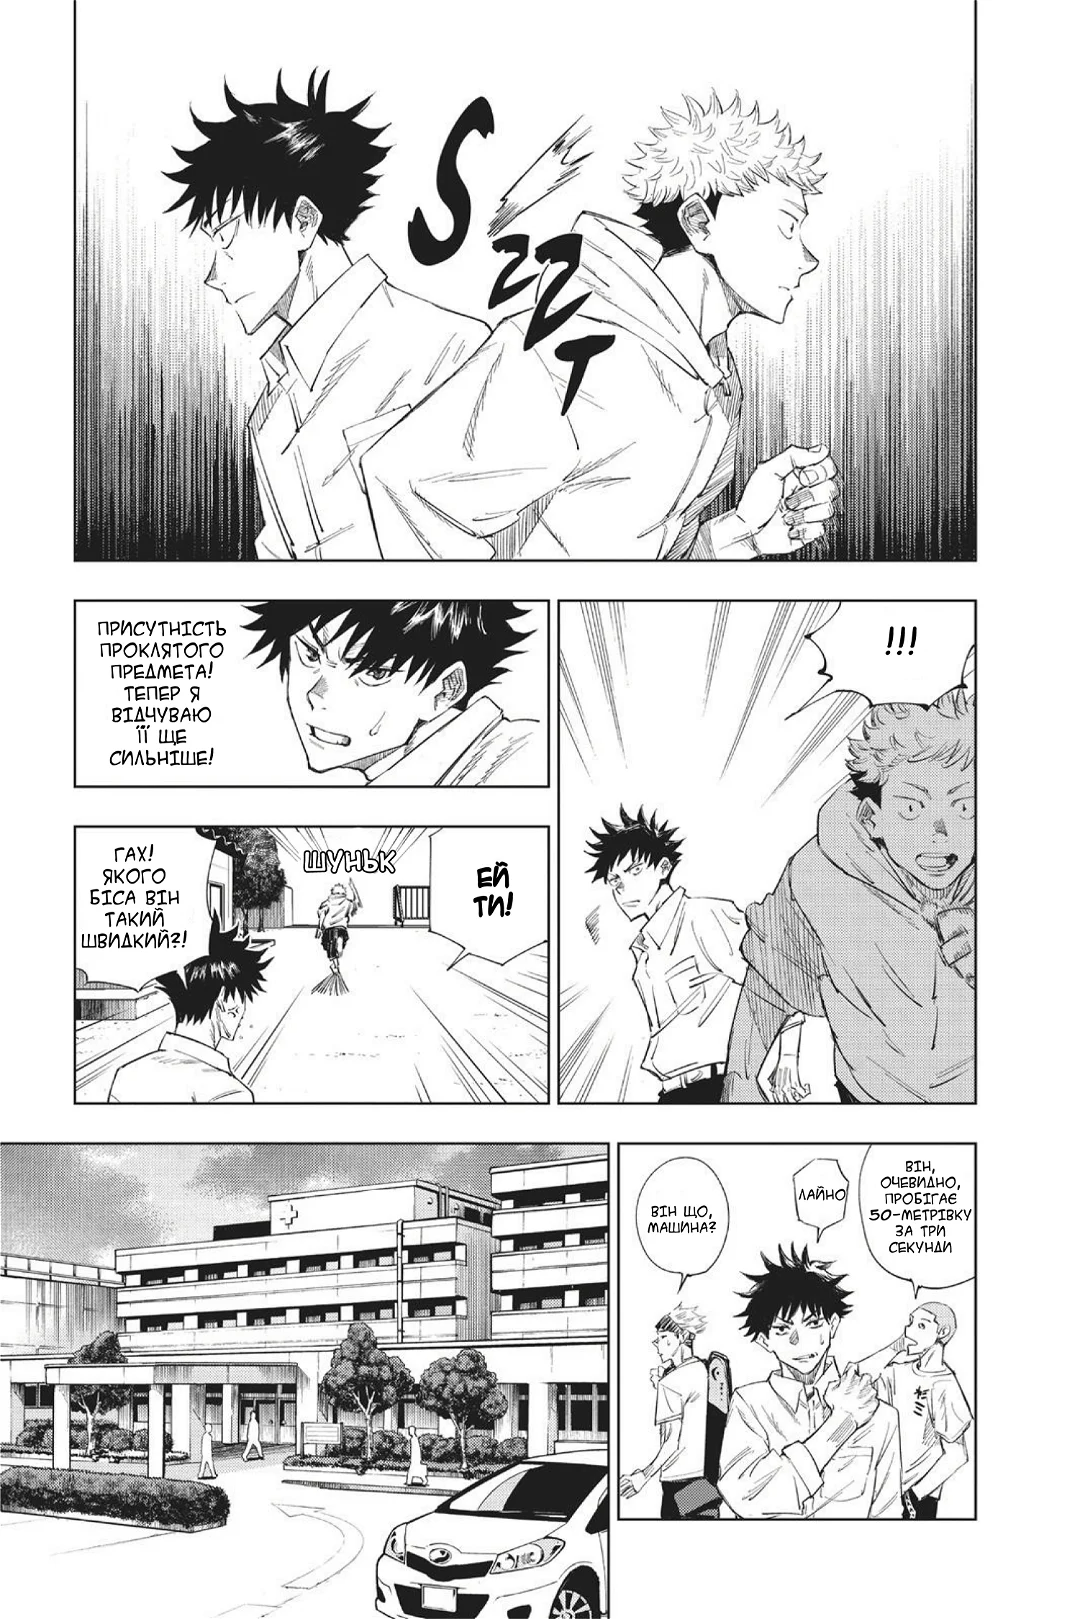 SZZT
!!!
ПРИСУТНІСТЬ
ПРОКЛЯТОГО
ПРЕДМЕТА!
ТЕПЕР Я
ВІДЧУВАЮ
ЇЇ ЩЕ
СИЛЬНІШЕ!
ЕЙ
ТИ!
ШУНЬК
ГАХ!
ЯКОГО
БІСА ВІН
ТАКИЙ
ШВИДКИЙ?!
ВІН,
ОЧЕВИДНО,
ПРОБІГАЄ
50-МЕТРІВКУ
ЗА ТРИ
СЕКУНДИ
ЛАЙНО
ВІН ЩО,
МАШИНА?